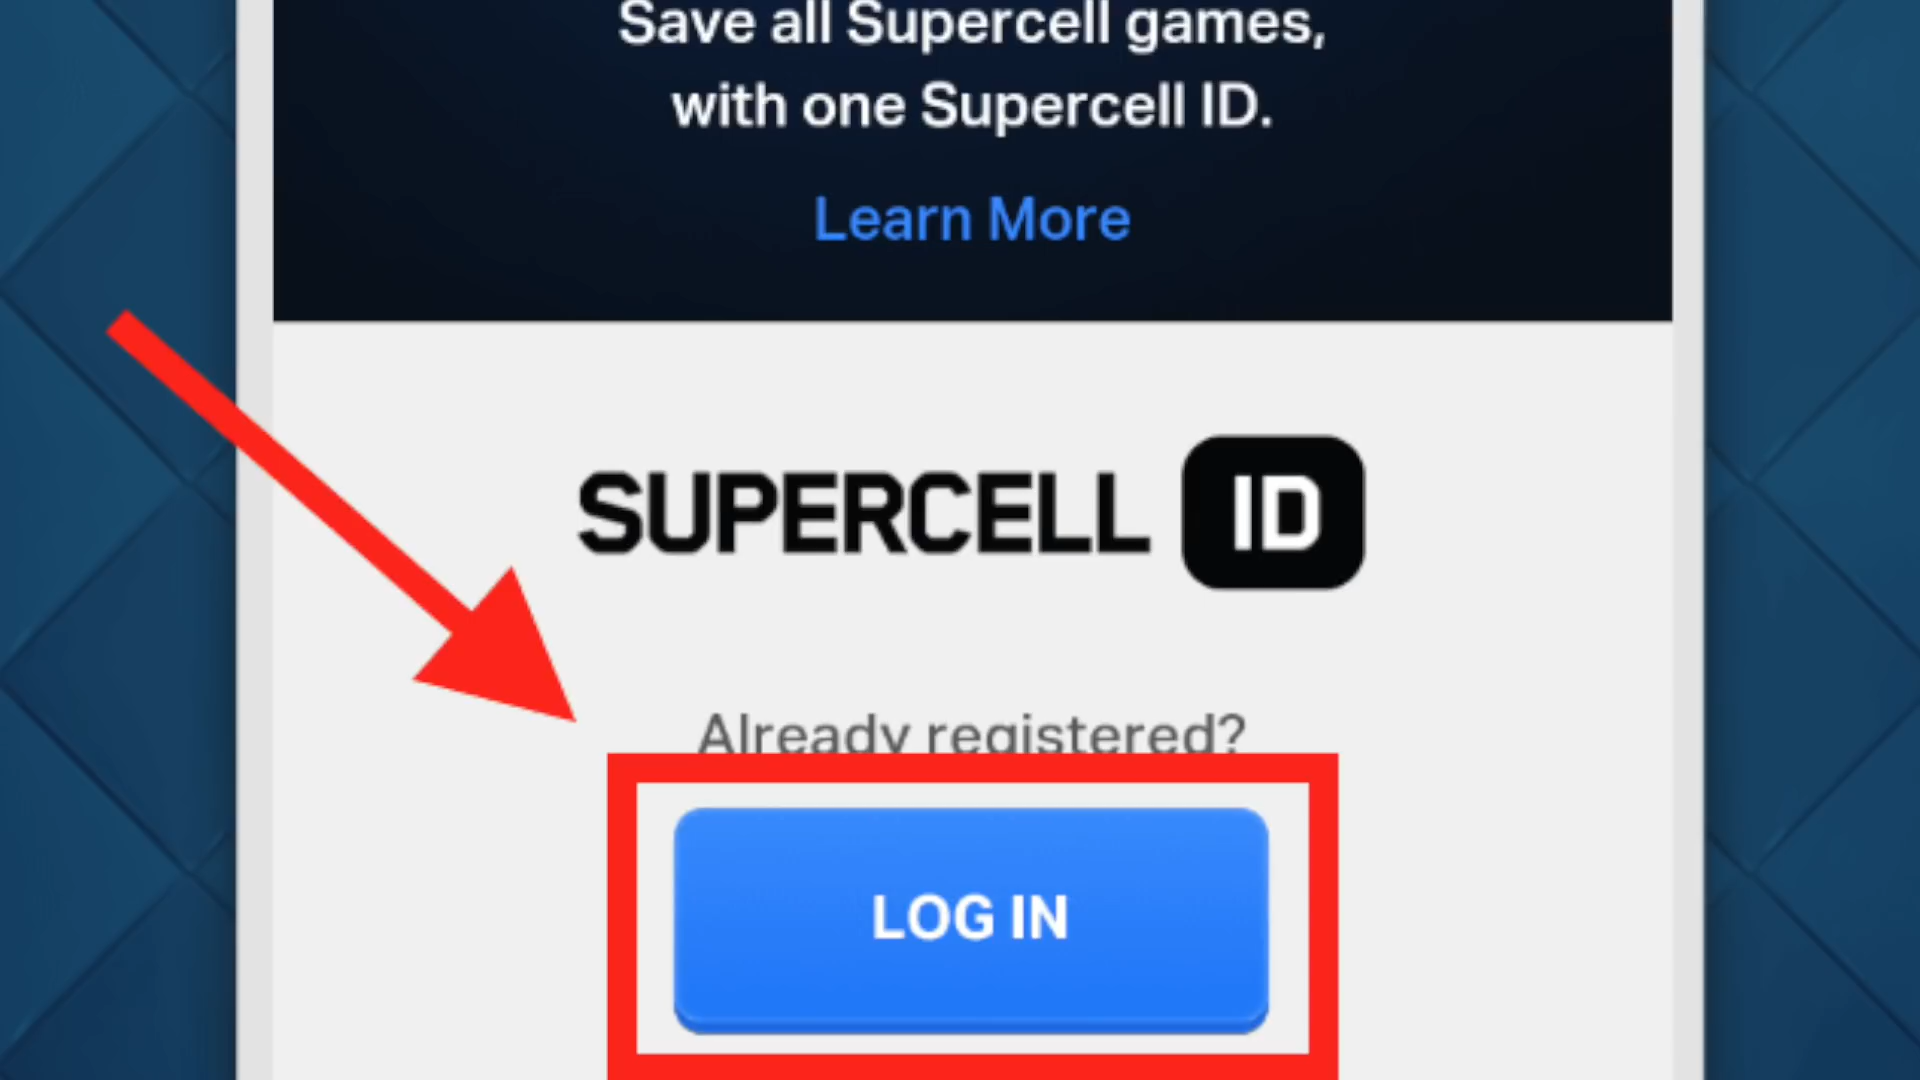 Save all Supercell games,
with one Supercell ID.
Learn More
SUPERCELL ID
Already registered?
LOG IN